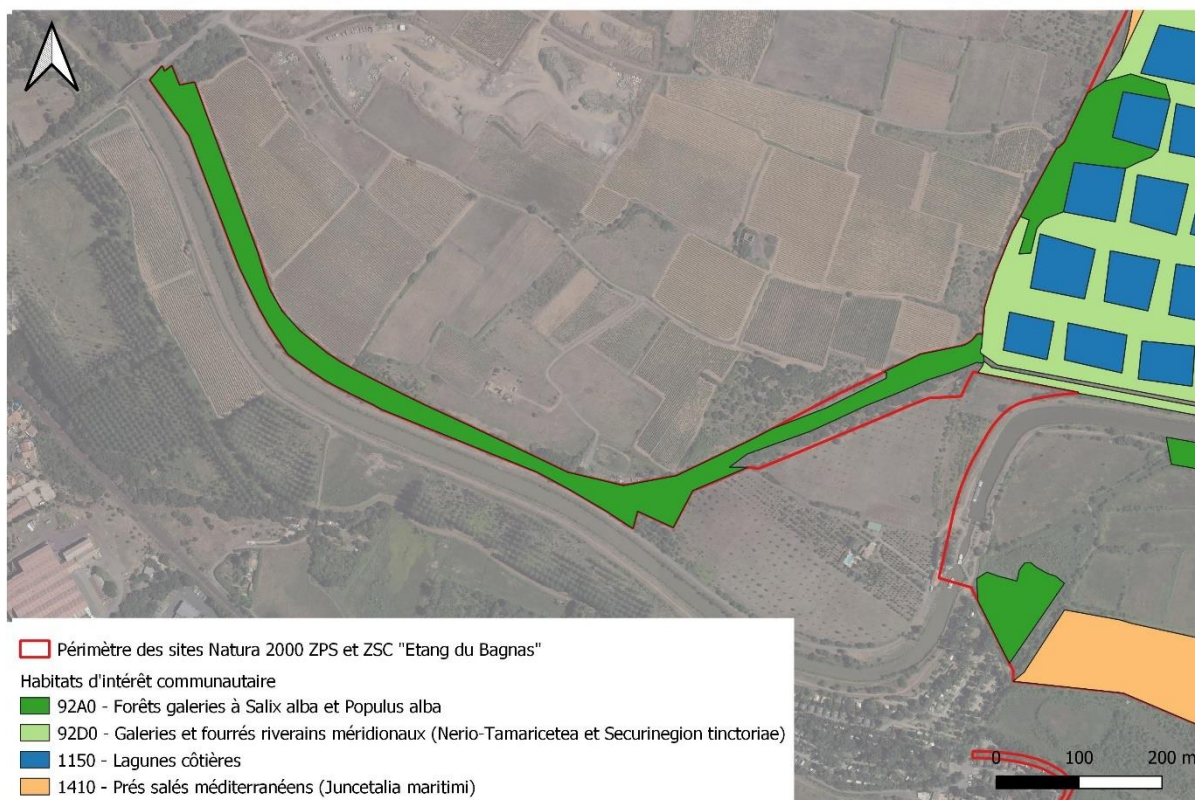 Périmètre des sites Natura 2000 ZPS et ZSC "Etang du Bagnas"
Habitats d'intérêt communautaire
92A0 - Forêts galeries à Salix alba et Populus alba
92D0 - Galeries et fourrés riverains méridionaux (Nerio-Tamaricetea et Securinegion tinctoriae)
1150 - Lagunes côtières
1410 - Prés salés méditerranéens (Juncetalia maritimi)
0 100 200 m